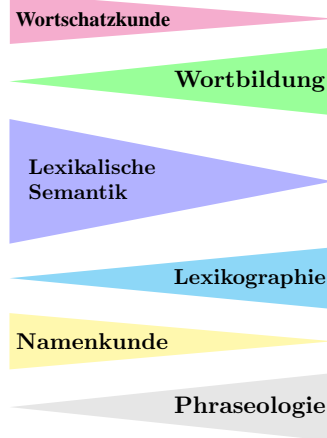 Wortschatzkunde
Wortbildung
Lexikalische
Semantik
Lexikographie
Namenkunde
Phraseologie